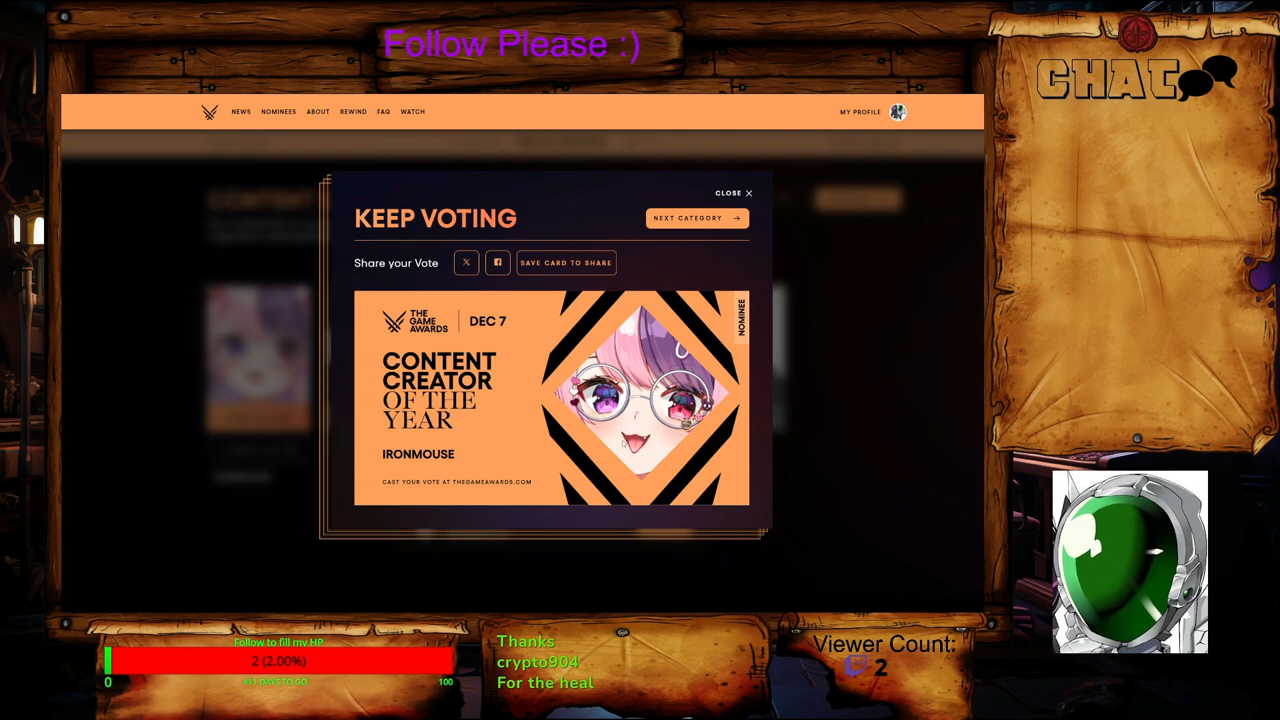 Follow Please :)
CHAT
NEWS NOMINEES ABOUT REWIND FAQ WATCH
MY PROFILE
CLOSE
KEEP VOTING
NEXT CATEGORY
Share your Vote
SAVE CARD TO SHARE
THE
GAME
AWARDS
DEC 7
NOMINEE
CONTENT
CREATOR
OF THE
YEAR
IRONMOUSE
CAST YOUR VOTE AT THEGAMEAWARDS.COM
Follow to fill my HP
2 (2.00%)
0
100
Thanks
crypto904
For the heal
Viewer Count:
2